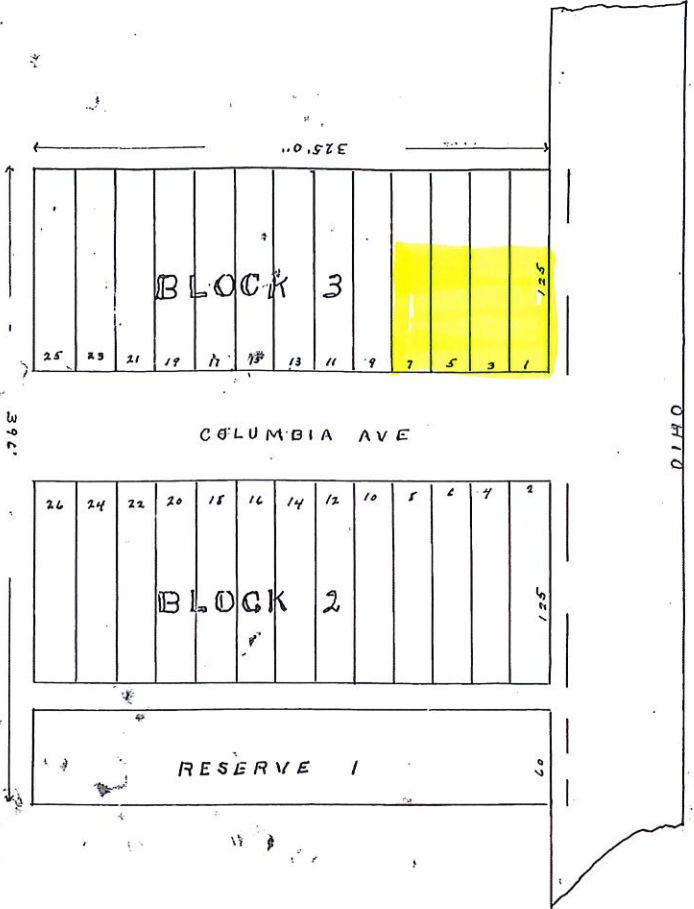 325'0"
BLOCK 3
125
25 23 21 19 17 15 13 11 9 7 5 3 1
COLUMBIA AVE
396'
OHIO
26 24 22 20 18 16 14 12 10 8 6 4 2
BLOCK 2
125
RESERVE 1
60